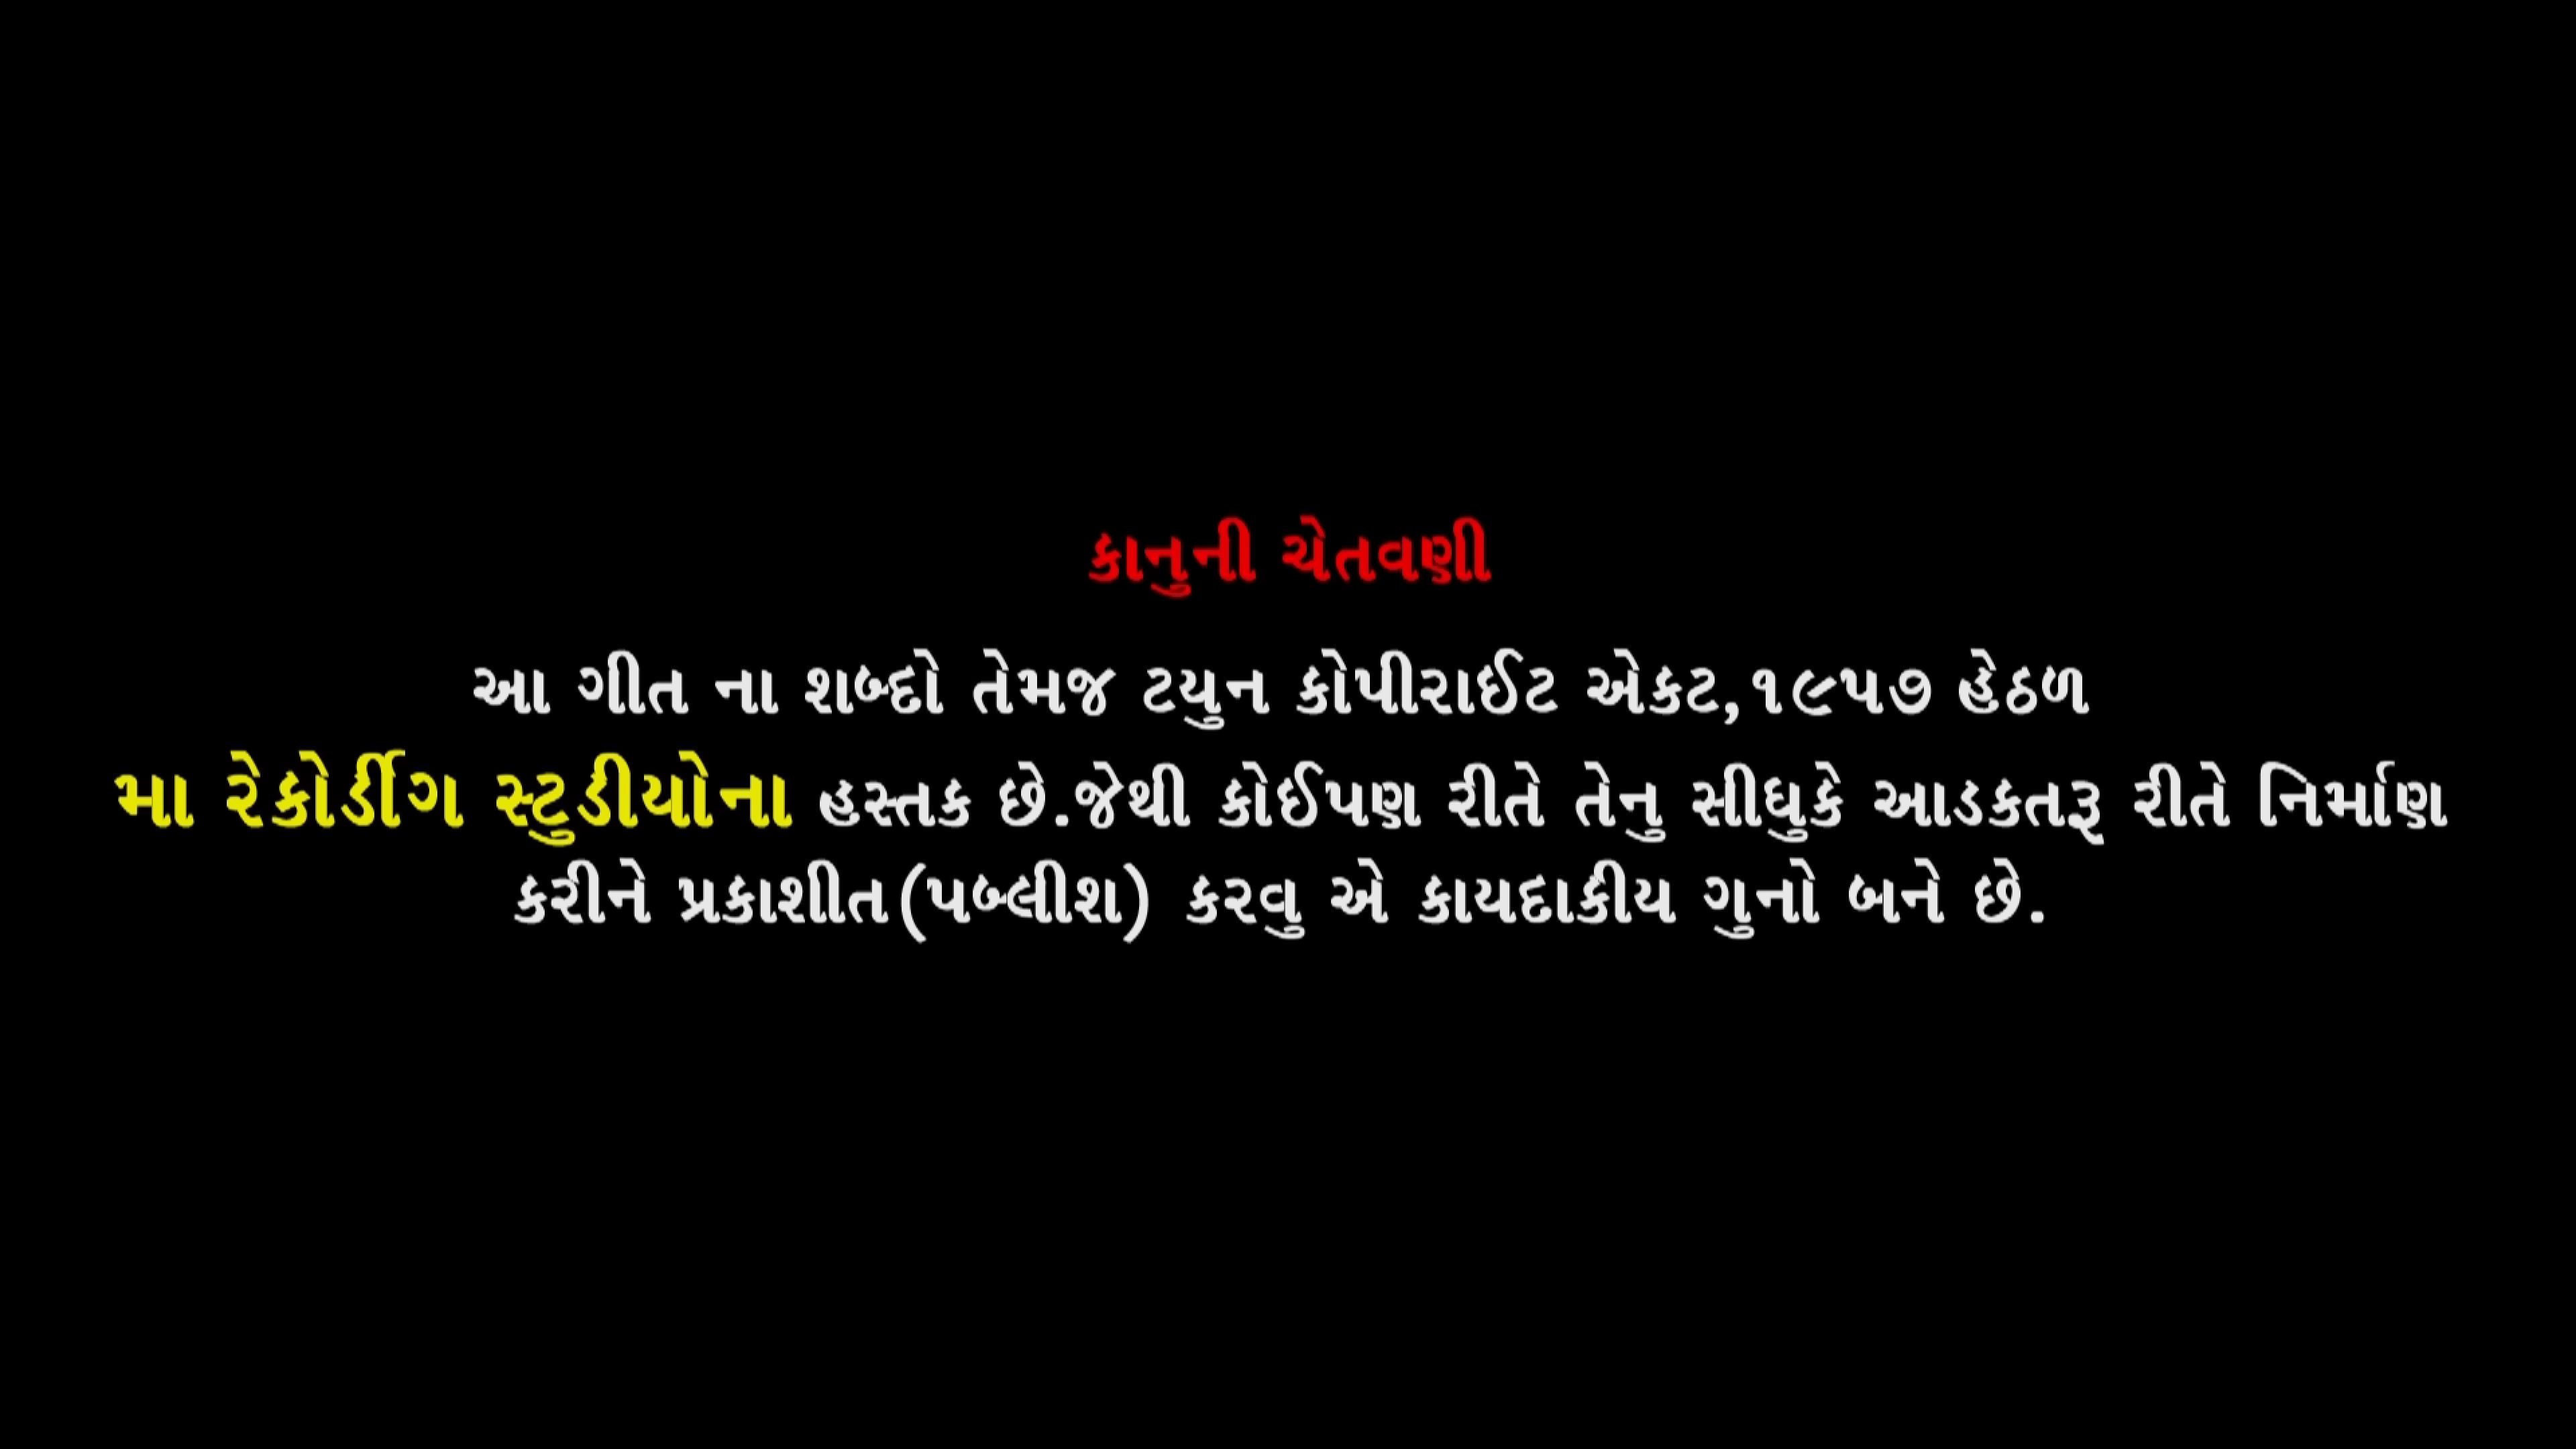 કાનુની ચેતવણી
આ ગીત ના શબ્દો તેમજ ટયુન કોપીરાઈટ એકટ,૧૯૫૭ હેઠળ
મા રેકોર્ડીગ સ્ટુડીયોના હસ્તક છે.જેથી કોઈપણ રીતે તેનુ સીધુકે આડકતરૂ રીતે નિર્માણ
કરીને પ્રકાશીત(પબ્લીશ) કરવુ એ કાયદાકીય ગુનો બને છે.